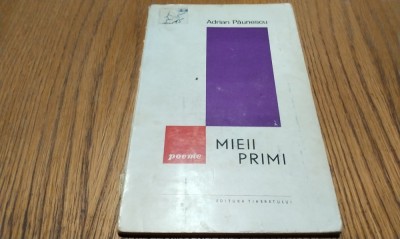 Adrian Păunescu
poeme
MIEII
PRIMI
EDITURA TINERETULUI